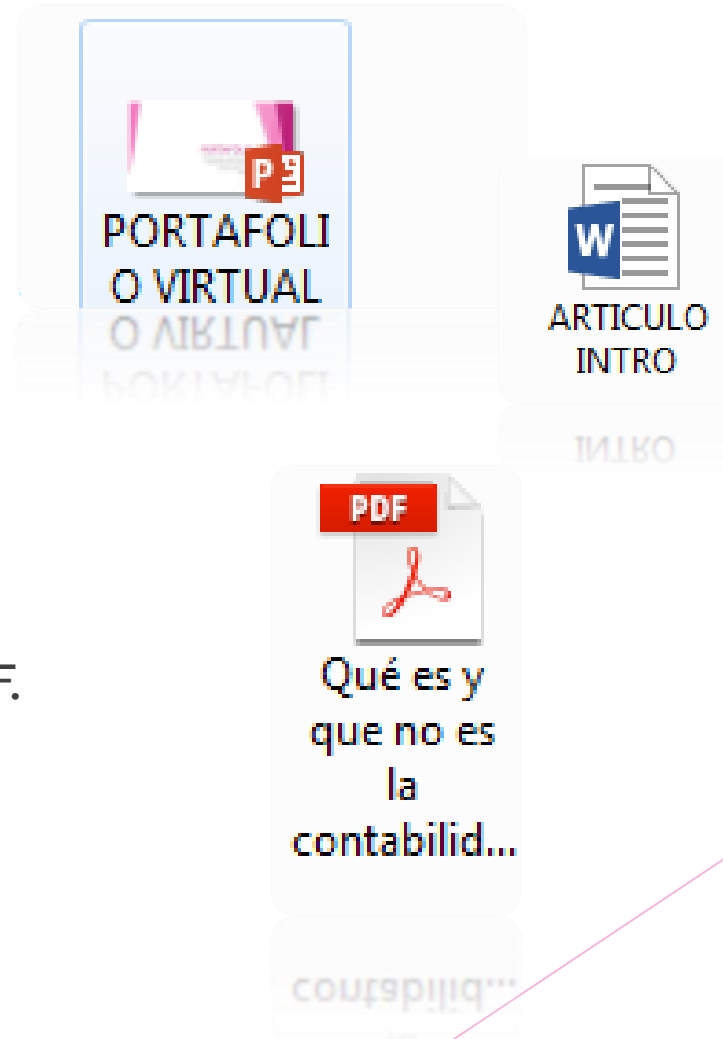 PORTAFOLI
O VIRTUAL
ARTICULO
INTRO
PDF
F.
Qué es y
que no es
la
contabilid...